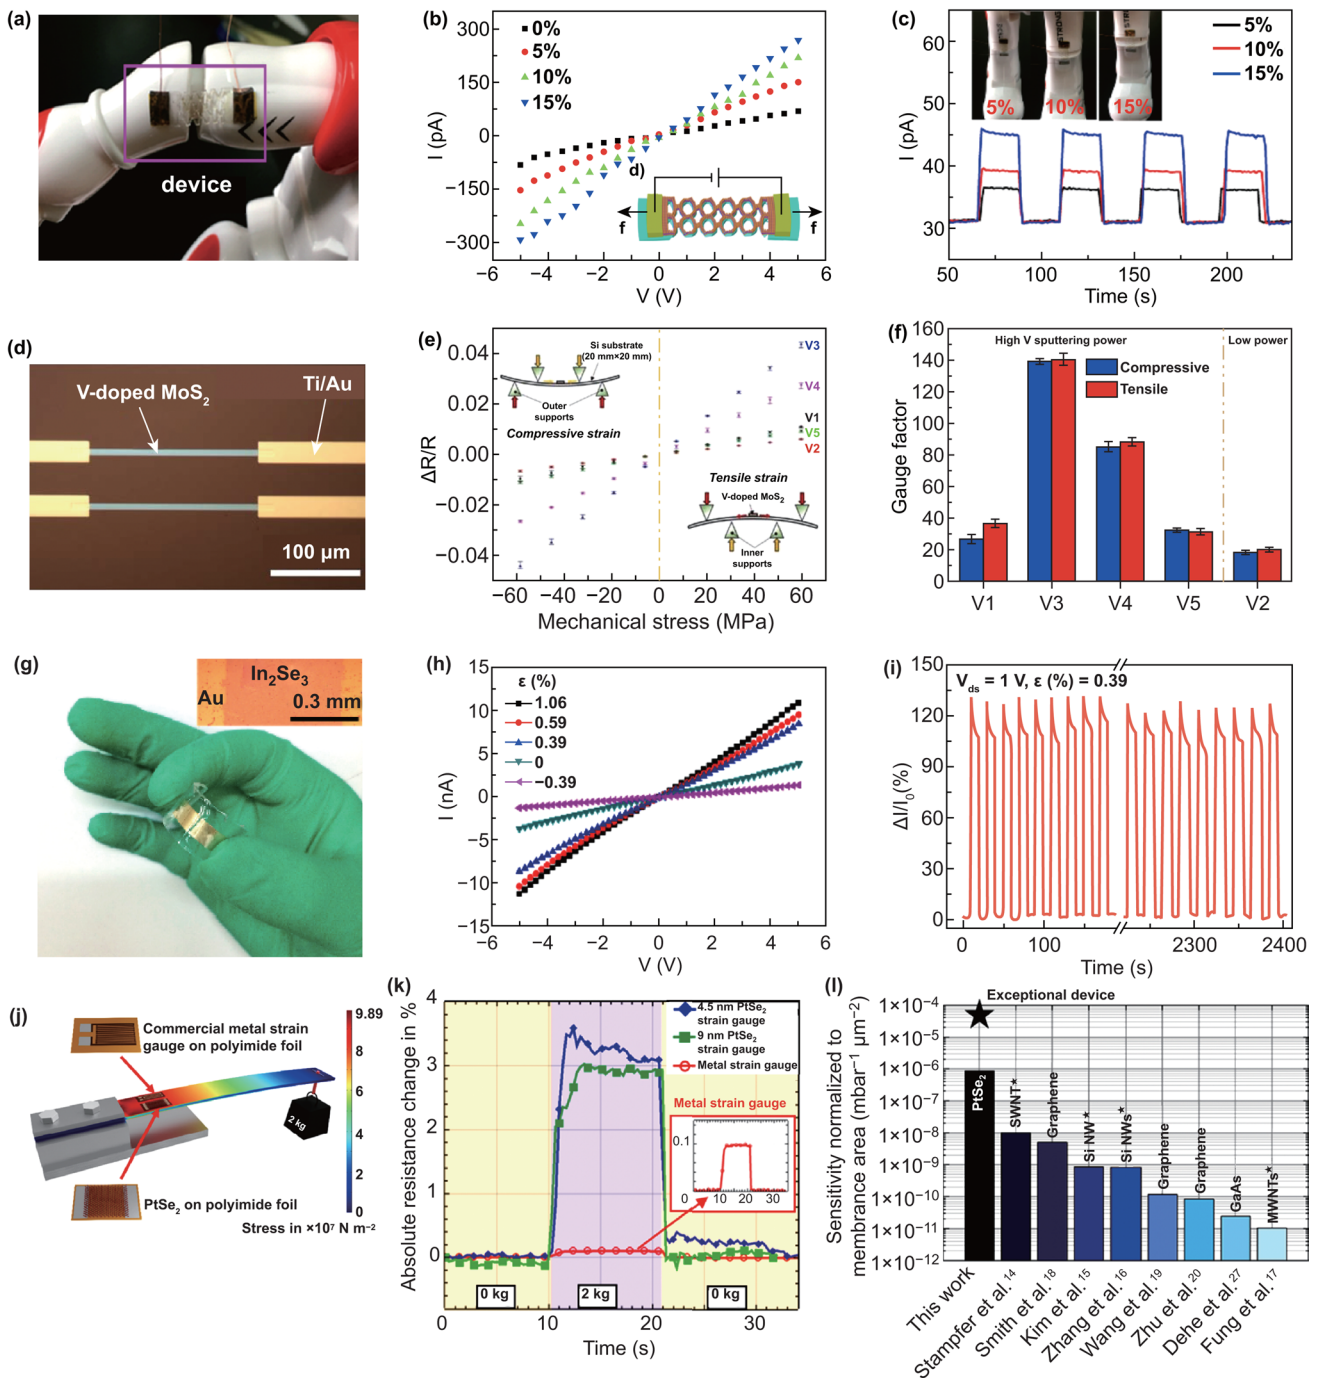 (a)
device
(b)
I (pA)
300
150
0
−150
−300
0%
5%
10%
15%
d)
f
f
−6
−4
−2
0
2
4
6
V (V)
(c)
I (pA)
60
50
40
30
5%
10%
15%
5%
10%
15%
50
100
150
200
Time (s)
(d)
V-doped MoS2
Ti/Au
100 μm
(e)
ΔR/R
0.04
0.02
0.00
−0.02
−0.04
Si substrate
(20 mm×20 mm)
Outer
supports
Compressive strain
V3
V4
V1
V5
V2
Tensile strain
V-doped MoS2
Inner
supports
−60
−40
−20
0
20
40
60
Mechanical stress (MPa)
(f)
Gauge factor
160
140
120
100
80
60
40
20
0
High V sputtering power
Low power
Compressive
Tensile
V1
V3
V4
V5
V2
(g)
In2Se3
Au
0.3 mm
(h)
I (nA)
15
10
5
0
−5
−10
−15
ε (%)
1.06
0.59
0.39
0
−0.39
−6
−4
−2
0
2
4
6
V (V)
(i)
ΔI/I0(%)
150
120
90
60
30
0
Vds = 1 V, ε (%) = 0.39
0
100
2300
2400
Time (s)
(j)
Commercial metal strain
gauge on polyimide foil
2 kg
PtSe2 on polyimide foil
9.89
8
6
4
2
0
Stress in ×10⁷ N m⁻²
(k)
Absolute resistance change in %
4
3
2
1
0
4.5 nm PtSe2
strain gauge
9 nm PtSe2
strain gauge
Metal strain gauge
Metal strain gauge
0.1
0
10
20
30
0 kg
2 kg
0 kg
0
10
20
30
Time (s)
(l)
Sensitivity normalized to
membrance area (mbar⁻¹ μm⁻²)
Exceptional device
1×10⁻⁴
1×10⁻⁶
1×10⁻⁷
1×10⁻⁸
1×10⁻⁹
1×10⁻¹⁰
1×10⁻¹¹
1×10⁻¹²
PtSe2
SWNT*
Graphene
Si NW*
Si NWs*
Graphene
Graphene
GaAs
MWNTs*
This work
Stampfer et al.¹⁴
Smith et al.¹⁸
Kim et al.¹⁵
Zhang et al.¹⁶
Wang et al.¹⁹
Zhu et al.²⁰
Dehe et al.²⁷
Fung et al.¹⁷